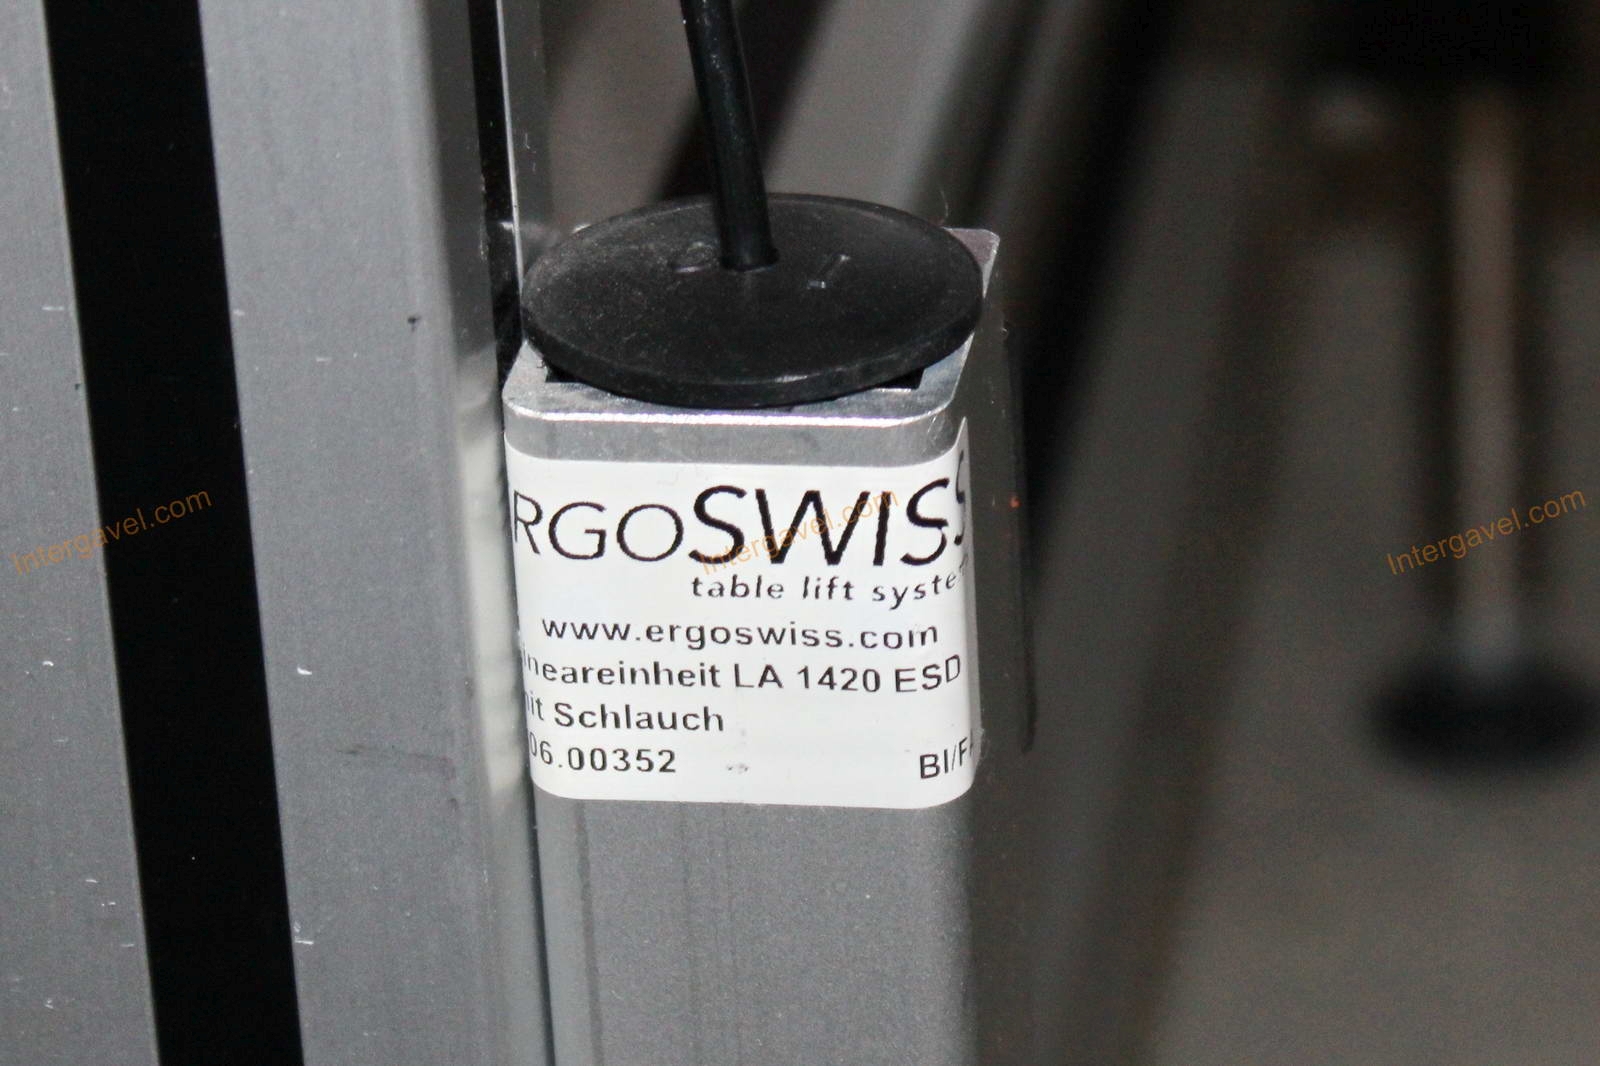 RGOSWISS
table lift syste
www.ergoswiss.com
ineareinheit LA 1420 ESD
it Schlauch
06.00352 BI/F
Intergavel.com
Intergavel.com
Intergavel.com